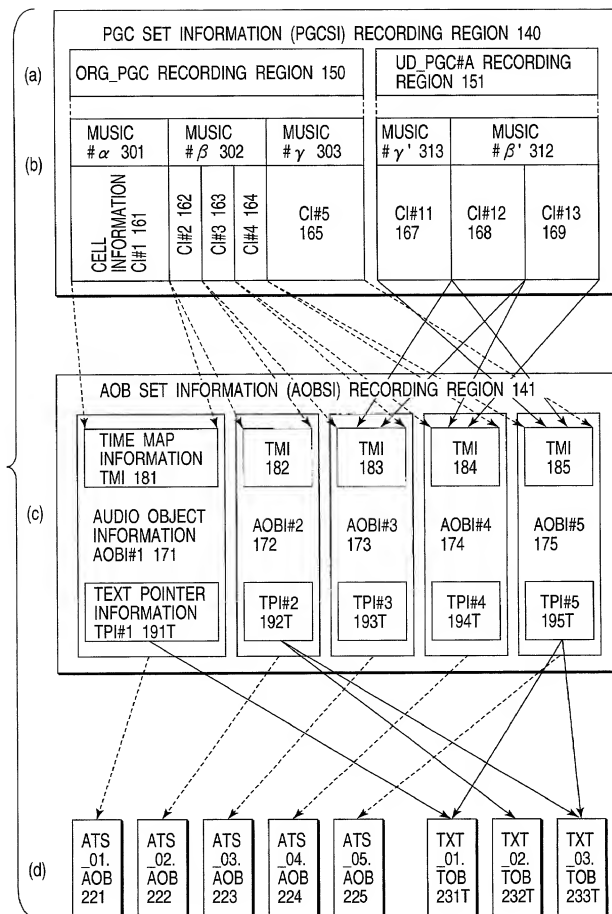 PGC SET INFORMATION (PGCSI) RECORDING REGION 140
(a)
ORG_PGC RECORDING REGION 150
UD_PGC#A RECORDING
REGION 151
(b)
MUSIC
# α 301
MUSIC
# β 302
MUSIC
# γ 303
MUSIC
# γ' 313
MUSIC
# β' 312
CELL
INFORMATION
CI#1 161
CI#2 162
CI#3 163
CI#4 164
CI#5
165
CI#11
167
CI#12
168
CI#13
169
AOB SET INFORMATION (AOBSI) RECORDING REGION 141
(c)
TIME MAP
INFORMATION
TMI 181
TMI
182
TMI
183
TMI
184
TMI
185
AUDIO OBJECT
INFORMATION
AOBI#1 171
AOBI#2
172
AOBI#3
173
AOBI#4
174
AOBI#5
175
TEXT POINTER
INFORMATION
TPI#1 191T
TPI#2
192T
TPI#3
193T
TPI#4
194T
TPI#5
195T
(d)
ATS
_01.
AOB
221
ATS
_02.
AOB
222
ATS
_03.
AOB
223
ATS
_04.
AOB
224
ATS
_05.
AOB
225
TXT
_01.
TOB
231T
TXT
_02.
TOB
232T
TXT
_03.
TOB
233T